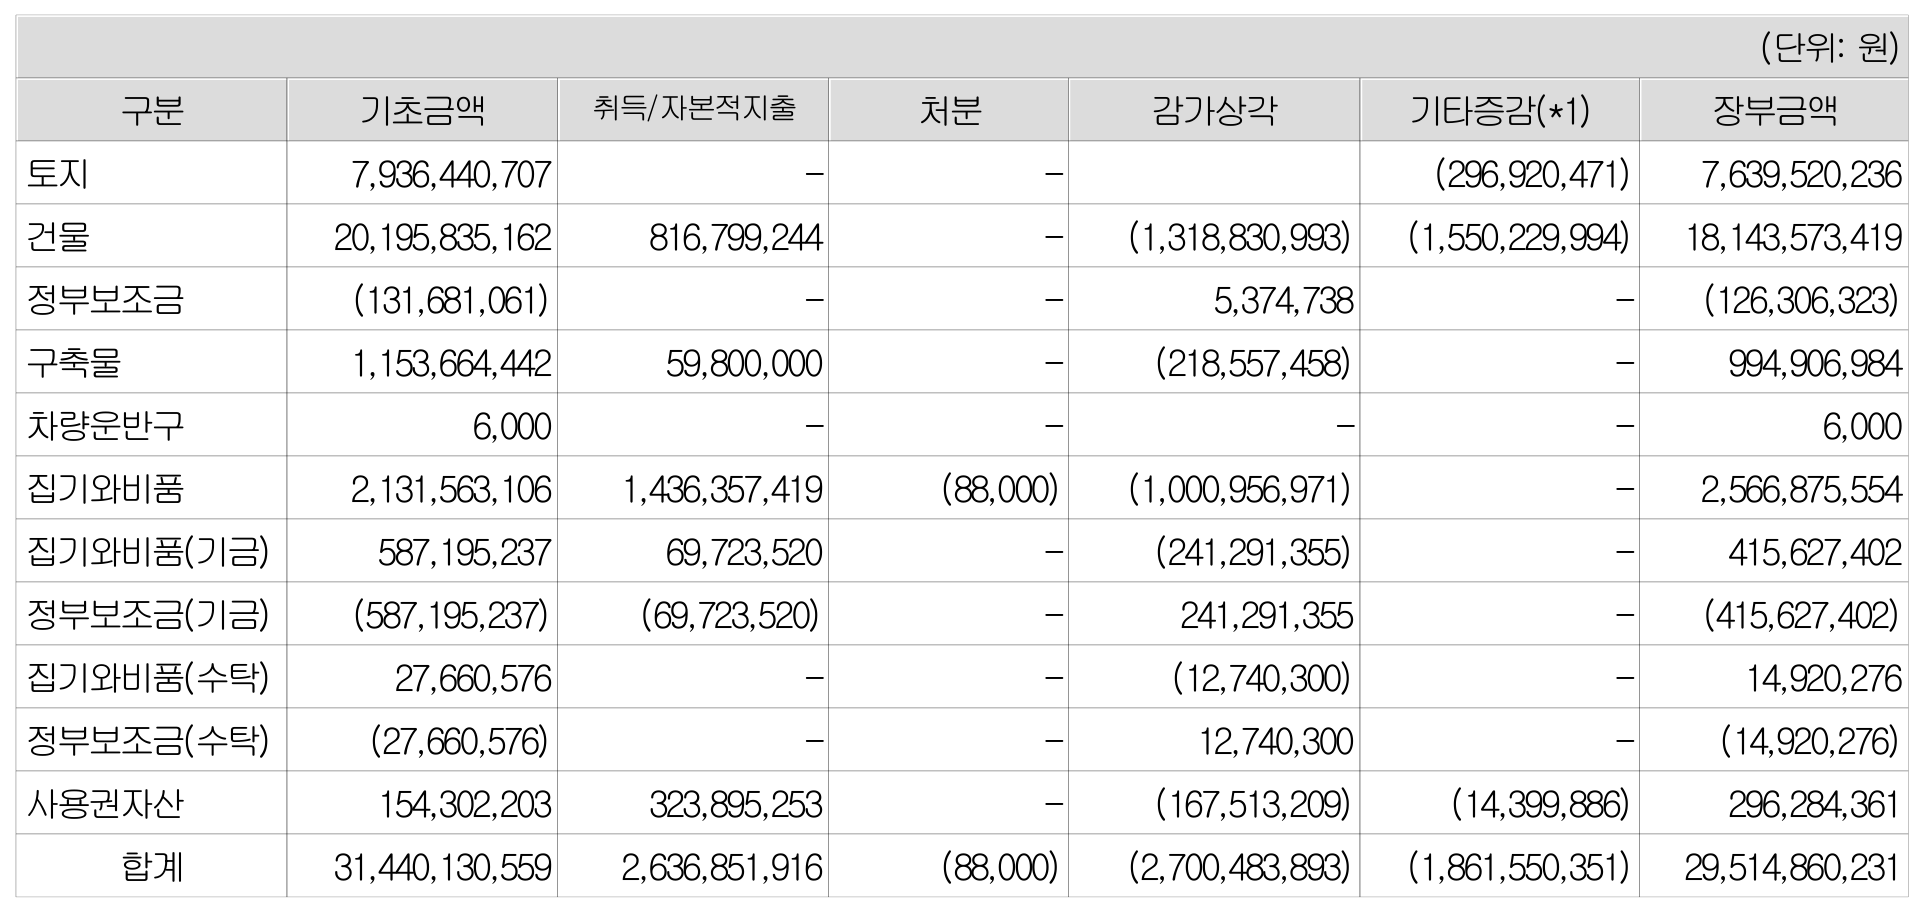 (단위: 원)
구분 기초금액 취득/자본적지출 처분 감가상각 기타증감(*1) 장부금액
토지 7,936,440,707 – – (296,920,471) 7,639,520,236
건물 20,195,835,162 816,799,244 – (1,318,830,993) (1,550,229,994) 18,143,573,419
정부보조금 (131,681,061) – – 5,374,738 – (126,306,323)
구축물 1,153,664,442 59,800,000 – (218,557,458) – 994,906,984
차량운반구 6,000 – – – – 6,000
집기와비품 2,131,563,106 1,436,357,419 (88,000) (1,000,956,971) – 2,566,875,554
집기와비품(기금) 587,195,237 69,723,520 – (241,291,355) – 415,627,402
정부보조금(기금) (587,195,237) (69,723,520) – 241,291,355 – (415,627,402)
집기와비품(수탁) 27,660,576 – – (12,740,300) – 14,920,276
정부보조금(수탁) (27,660,576) – – 12,740,300 – (14,920,276)
사용권자산 154,302,203 323,895,253 – (167,513,209) (14,399,886) 296,284,361
합계 31,440,130,559 2,636,851,916 (88,000) (2,700,483,893) (1,861,550,351) 29,514,860,231